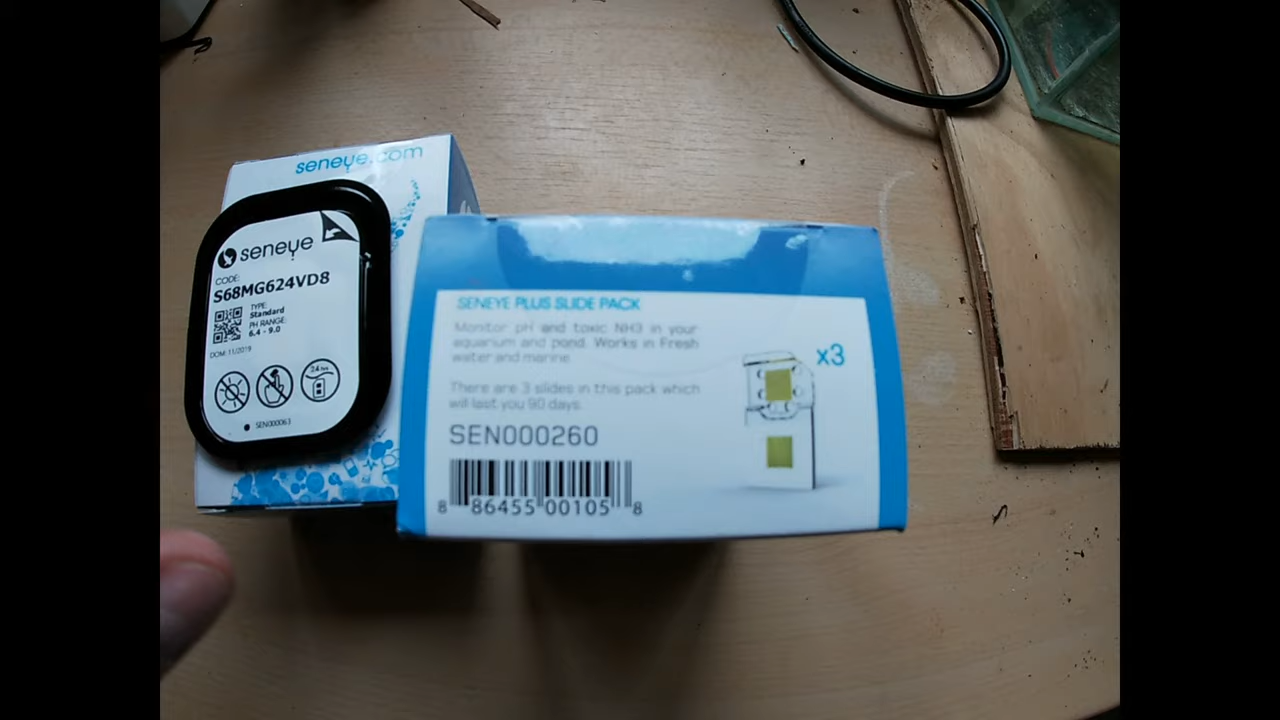 seneye.com
seneye
CODE:
S68MG624VD8
TYPE:
Standard
PH RANGE:
6.4 - 9.0
DOM: 11/2019
24 hrs
SEN000063
SENEYE PLUS SLIDE PACK
Monitor pH and toxic NH3 in your
aquarium and pond. Works in Fresh
water and marine
There are 3 slides in this pack which
will last you 90 days.
x3
SEN000260
8 86455 00105 8